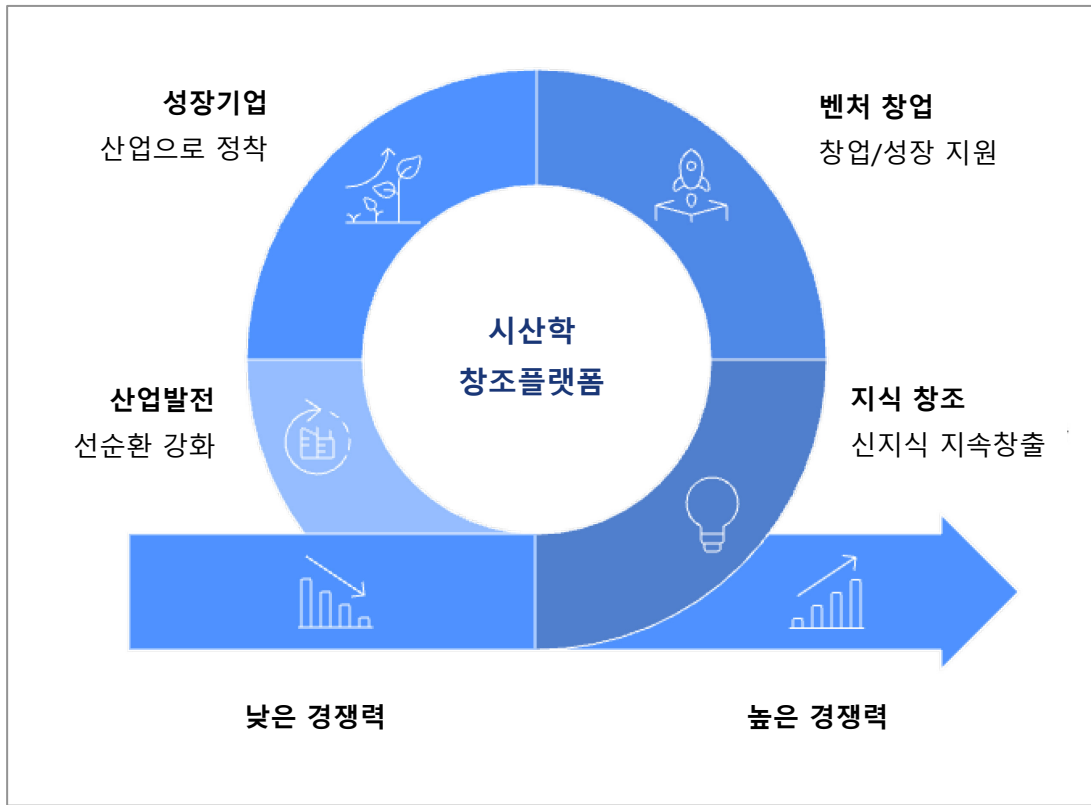 성장기업
산업으로 정착
벤처 창업
창업/성장 지원
시산학
창조플랫폼
산업발전
선순환 강화
지식 창조
신지식 지속창출
낮은 경쟁력
높은 경쟁력